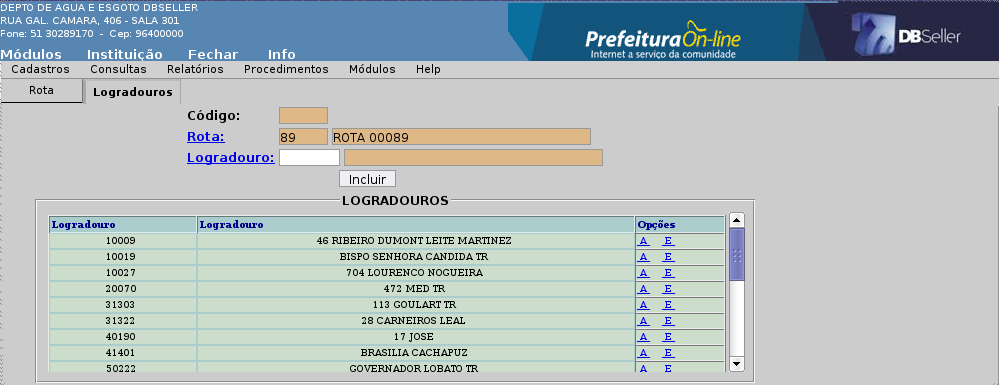 DEPTO DE AGUA E ESGOTO DBSELLER
RUA GAL. CAMARA, 406 - SALA 301
Fone: 51 30289170 - Cep: 96400000
PrefeituraOn-line
Internet a serviço da comunidade
DBSeller
Módulos Instituição Fechar Info
Cadastros Consultas Relatórios Procedimentos Módulos Help
Rota Logradouros
Código:
Rota: 89 ROTA 00089
Logradouro:
Incluir
LOGRADOUROS
Logradouro Logradouro Opções
10009 46 RIBEIRO DUMONT LEITE MARTINEZ A E
10019 BISPO SENHORA CANDIDA TR A E
10027 704 LOURENCO NOGUEIRA A E
20070 472 MED TR A E
31303 113 GOULART TR A E
31322 28 CARNEIROS LEAL A E
40190 17 JOSE A E
41401 BRASILIA CACHAPUZ A E
50222 GOVERNADOR LOBATO TR A E